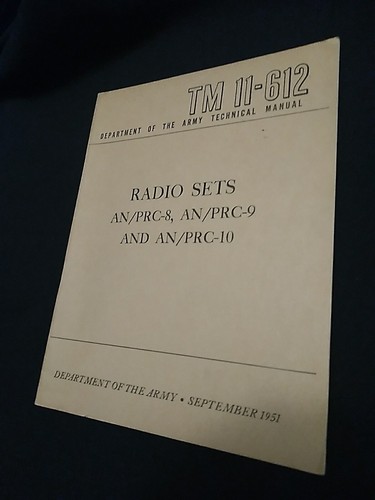 TM 11-612
DEPARTMENT OF THE ARMY TECHNICAL MANUAL
RADIO SETS
AN/PRC-8, AN/PRC-9
AND AN/PRC-10
DEPARTMENT OF THE ARMY • SEPTEMBER 1951